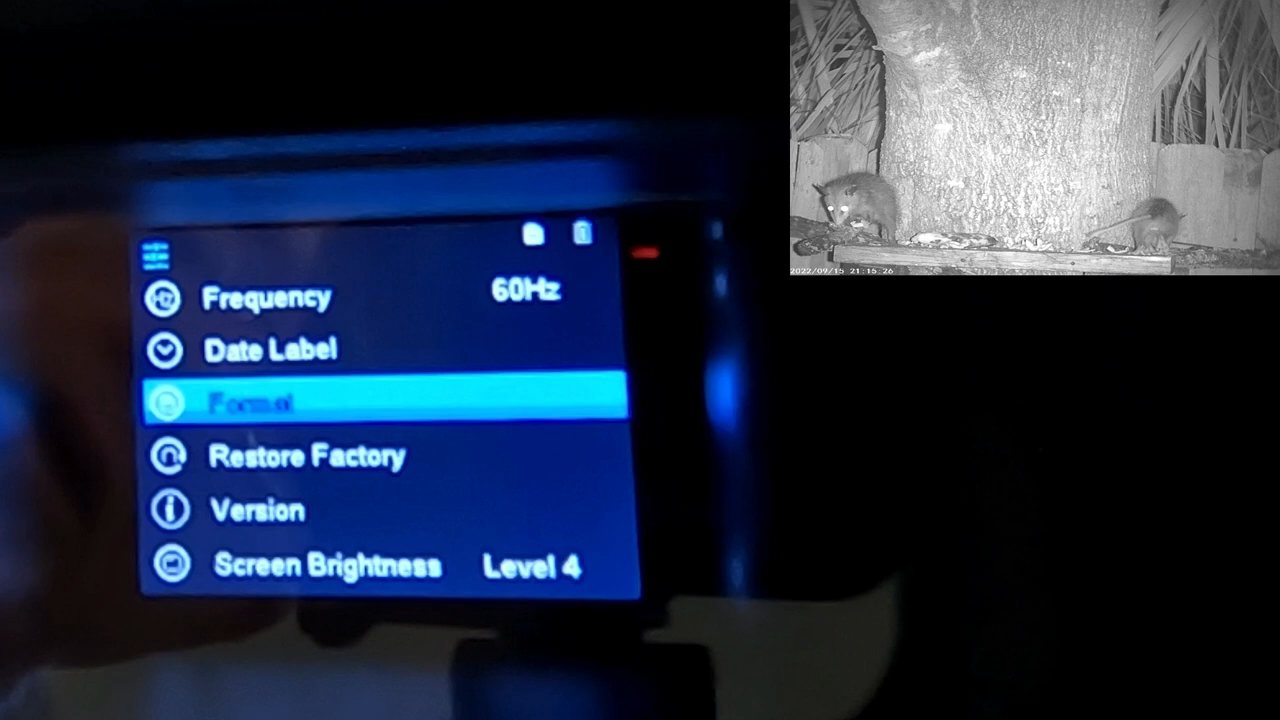 Frequency 60Hz
Date Label
Format
Restore Factory
Version
Screen Brightness Level 4
2022/09/15 21:15:26